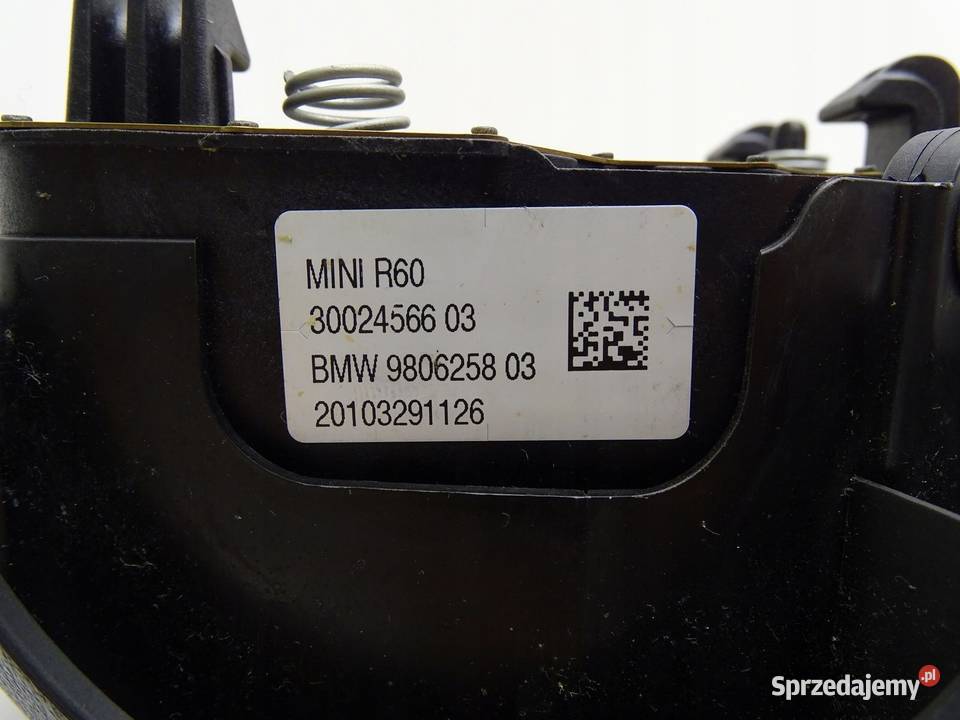 MINI R60
30024566 03
BMW 9806258 03
20103291126
Sprzedajemy.pl